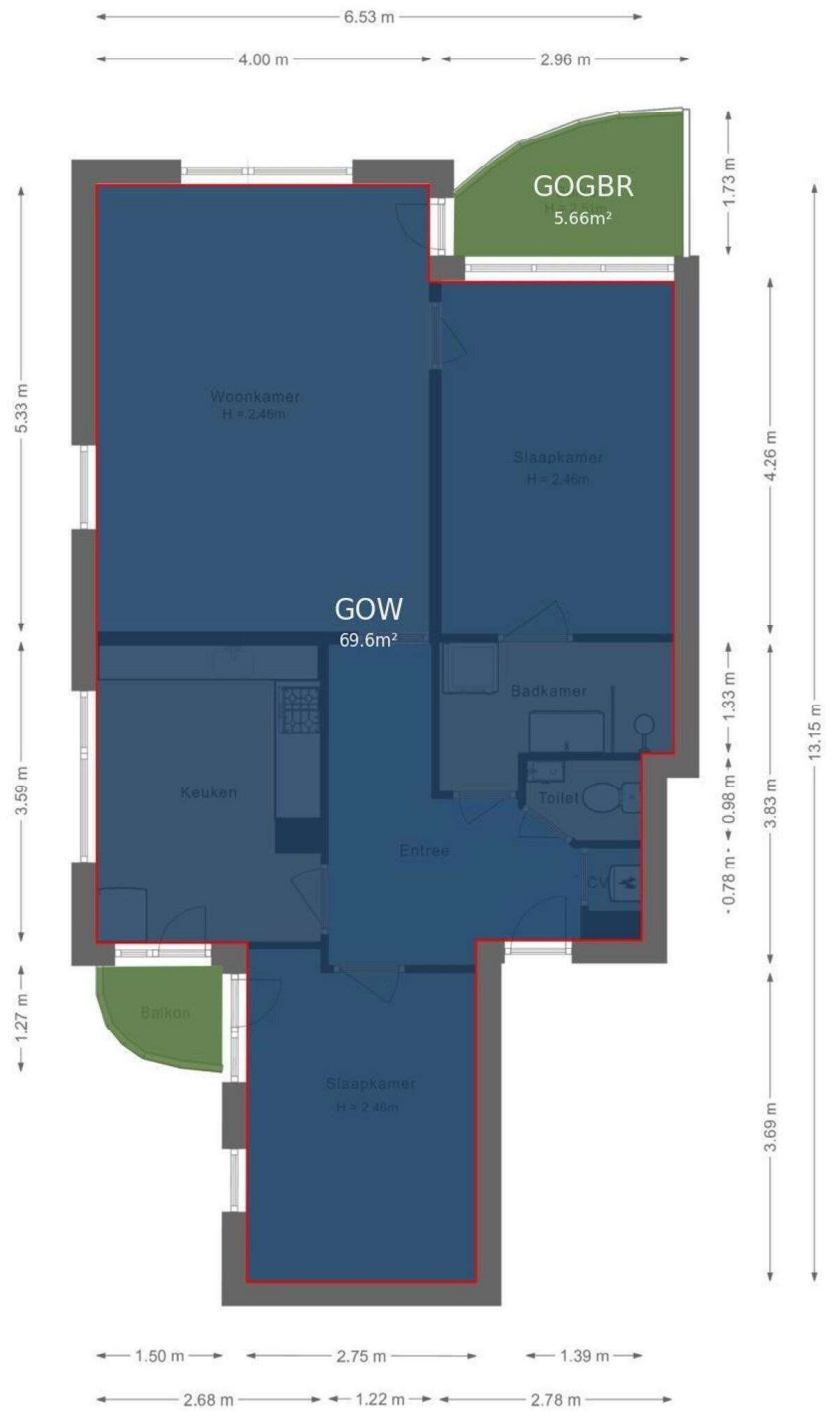 6.53 m
4.00 m
2.96 m
1.73 m
GOGBR
5.66m²
5.33 m
Woonkamer
H = 2.46m
Slaapkamer
H = 2.46m
4.26 m
13.15 m
GOW
69.6m²
Badkamer
1.33 m
3.59 m
Keuken
Toilet
0.98 m
3.83 m
Entree
CV
0.78 m
1.27 m
Balkon
Slaapkamer
H = 2.46m
3.69 m
1.50 m
2.75 m
1.39 m
2.68 m
1.22 m
2.78 m